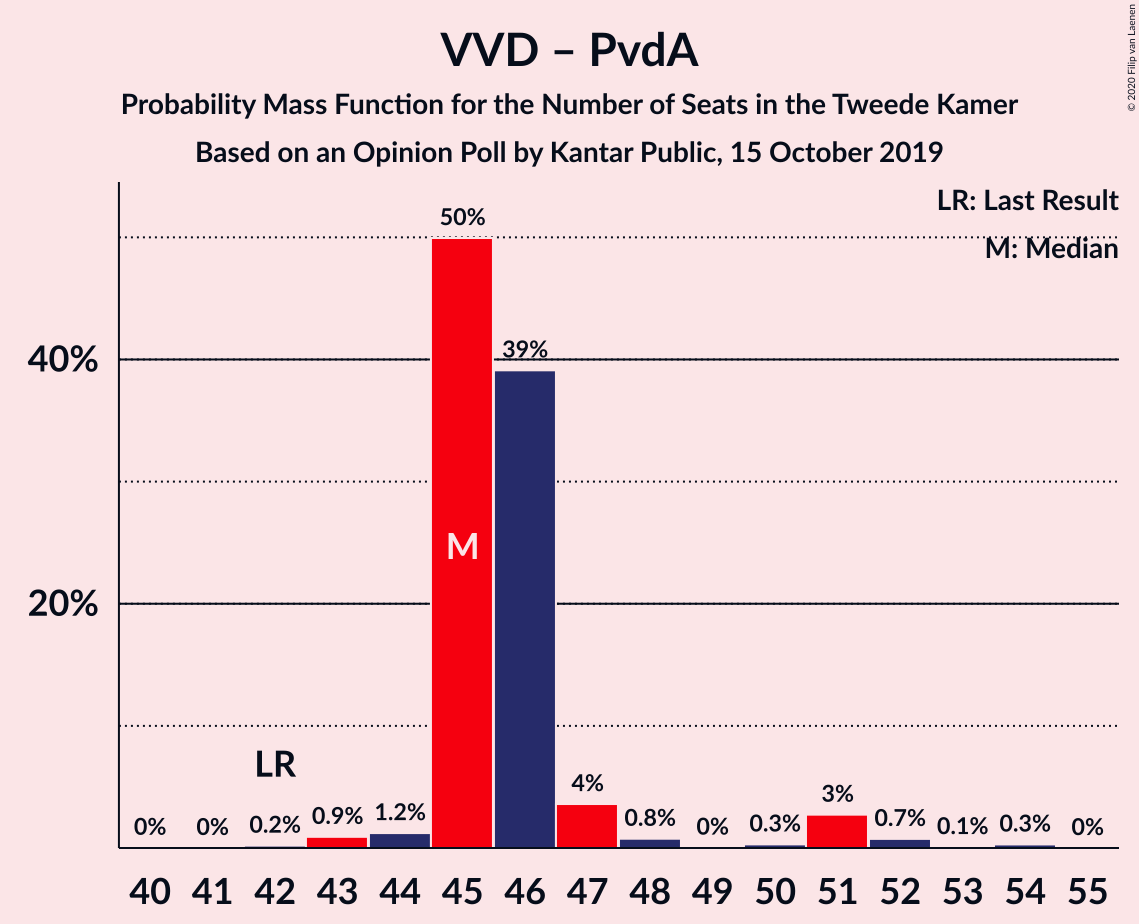 VVD – PvdA
Probability Mass Function for the Number of Seats in the Tweede Kamer
Based on an Opinion Poll by Kantar Public, 15 October 2019
© 2020 Filip van Laenen
LR: Last Result
M: Median
40%
20%
0% 0% 0.2% 0.9% 1.2% 50% 39% 4% 0.8% 0% 0.3% 3% 0.7% 0.1% 0.3% 0%
LR
M
40 41 42 43 44 45 46 47 48 49 50 51 52 53 54 55